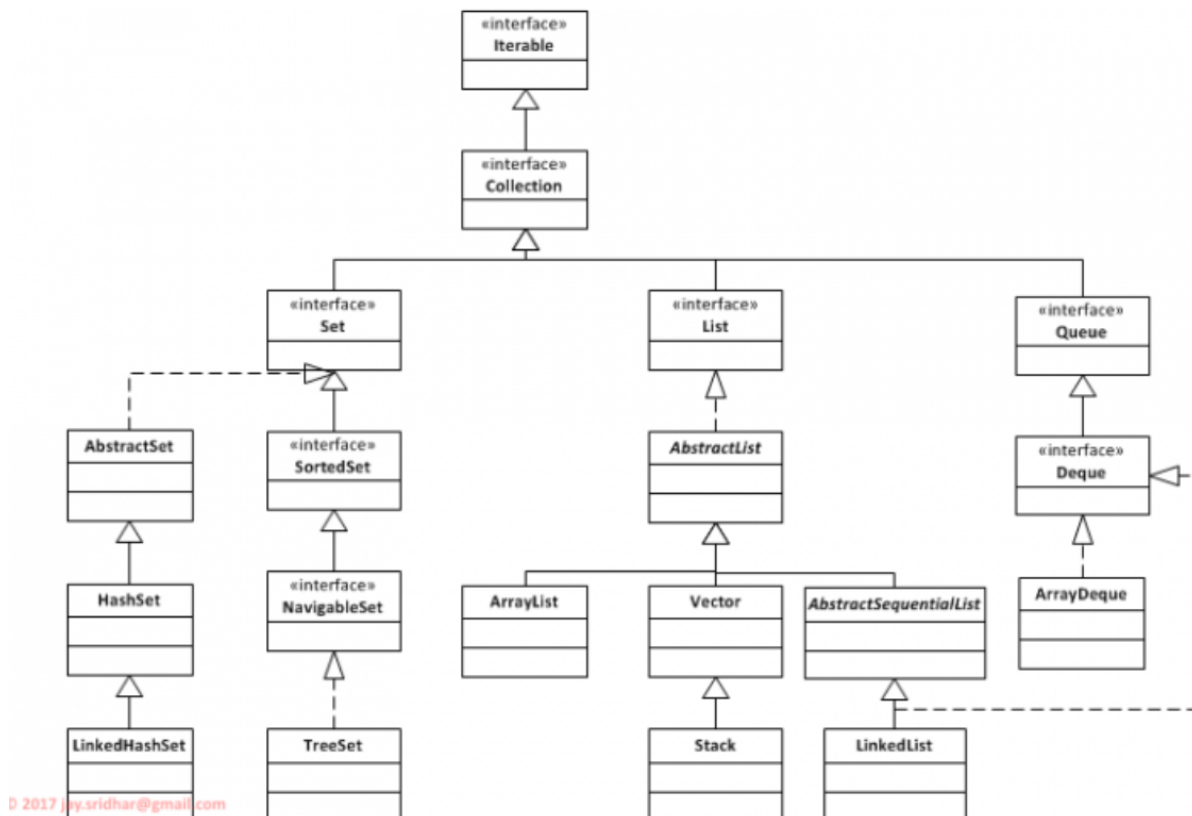 «interface»
Iterable
«interface»
Collection
«interface»
Set
«interface»
List
«interface»
Queue
AbstractSet
«interface»
SortedSet
AbstractList
«interface»
Deque
HashSet
«interface»
NavigableSet
ArrayList
Vector
AbstractSequentialList
ArrayDeque
LinkedHashSet
TreeSet
Stack
LinkedList
2017 jay.sridhar@gmail.com